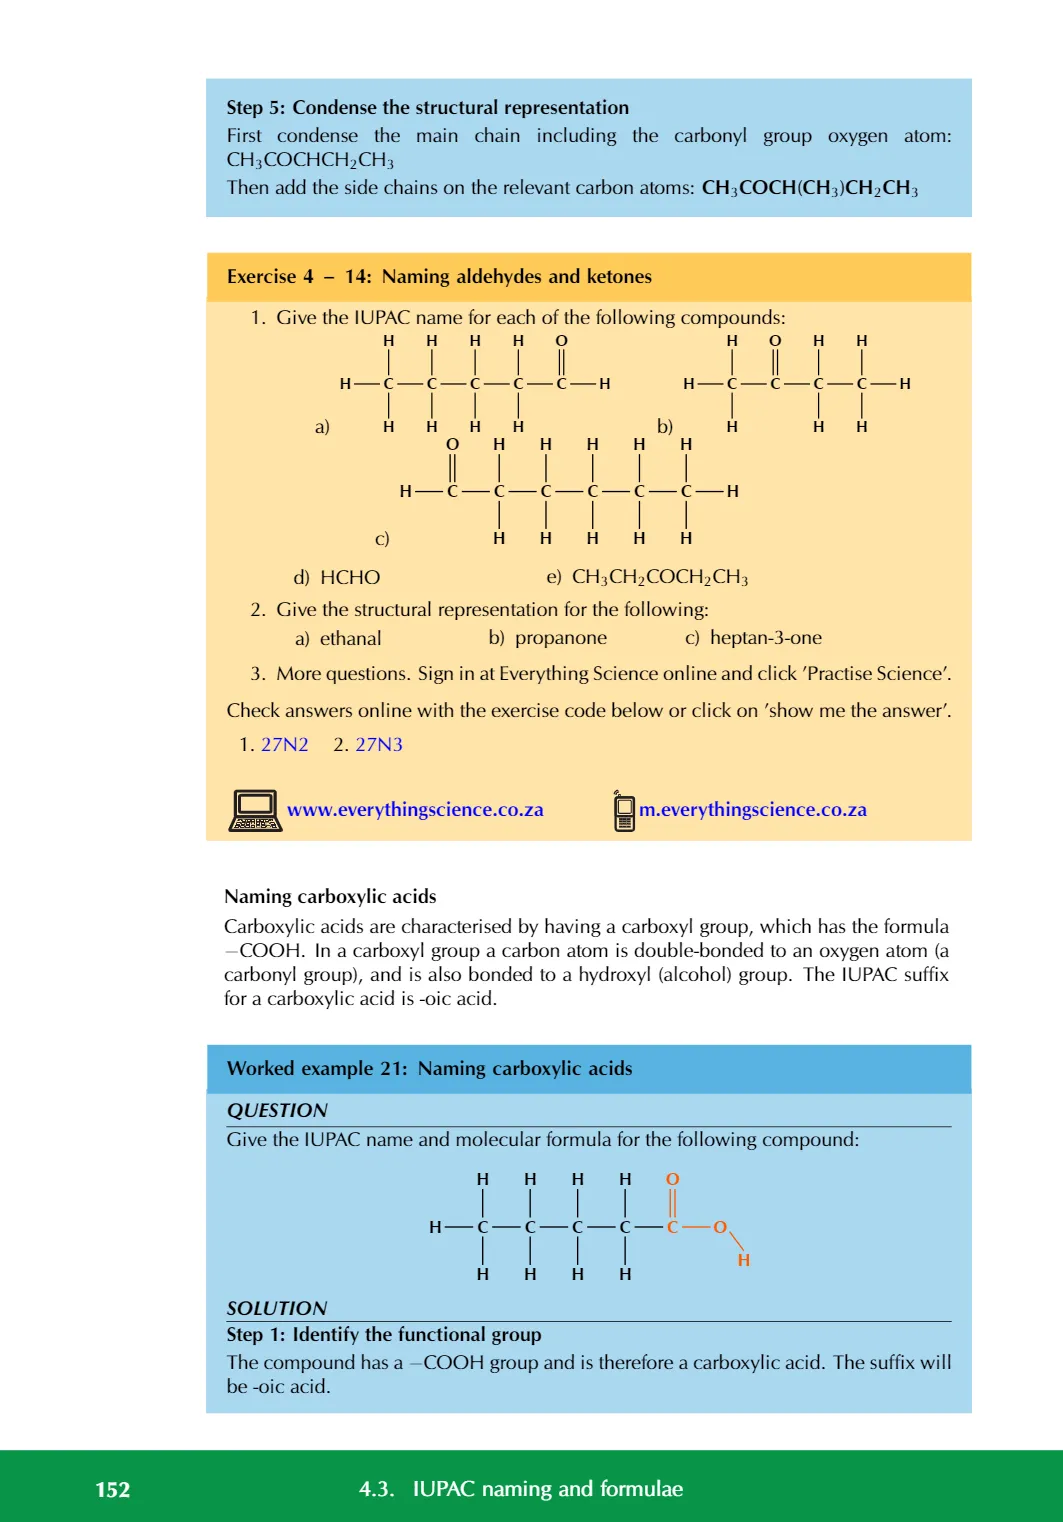 Step 5: Condense the structural representation
First condense the main chain including the carbonyl group oxygen atom:
CH3COCHCH2CH3
Then add the side chains on the relevant carbon atoms: CH3COCH(CH3)CH2CH3
Exercise 4 – 14: Naming aldehydes and ketones
1. Give the IUPAC name for each of the following compounds:
H H H H O
H C C C C C H
a) H H H H
H O H H
H C C C C H
b) H H H
O H H H H H
H C C C C C C H
c) H H H H H
d) HCHO e) CH3CH2COCH2CH3
2. Give the structural representation for the following:
a) ethanal b) propanone c) heptan-3-one
3. More questions. Sign in at Everything Science online and click ’Practise Science’.
Check answers online with the exercise code below or click on ’show me the answer’.
1. 27N2 2. 27N3
www.everythingscience.co.za m.everythingscience.co.za
Naming carboxylic acids
Carboxylic acids are characterised by having a carboxyl group, which has the formula
−COOH. In a carboxyl group a carbon atom is double-bonded to an oxygen atom (a
carbonyl group), and is also bonded to a hydroxyl (alcohol) group. The IUPAC suffix
for a carboxylic acid is -oic acid.
Worked example 21: Naming carboxylic acids
QUESTION
Give the IUPAC name and molecular formula for the following compound:
H H H H O
H C C C C C O
H
H H H H
SOLUTION
Step 1: Identify the functional group
The compound has a −COOH group and is therefore a carboxylic acid. The suffix will
be -oic acid.
152 4.3. IUPAC naming and formulae